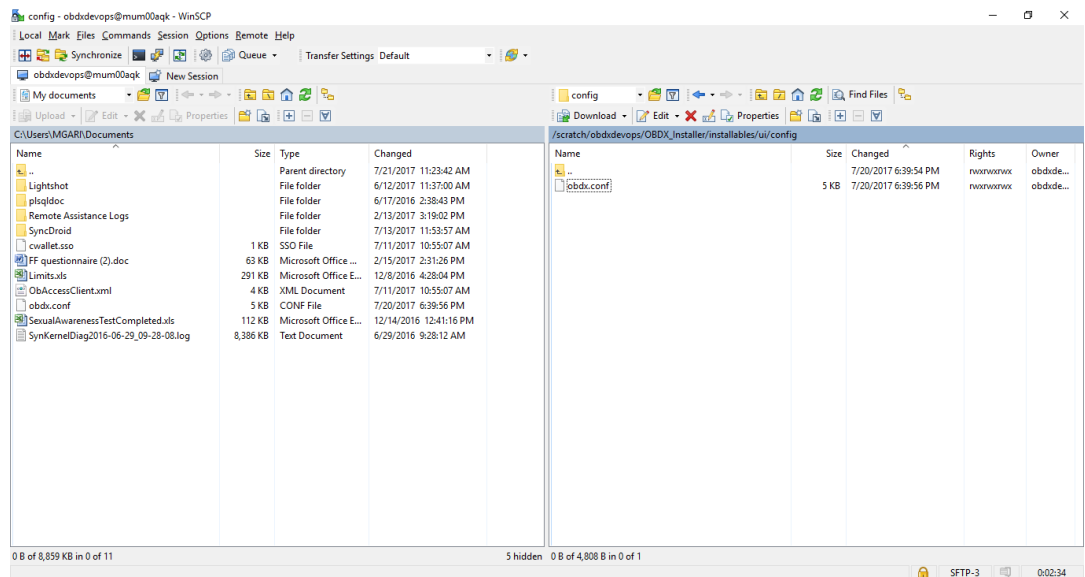 config - obdxdevops@mum00aqk - WinSCP
Local Mark Files Commands Session Options Remote Help
Synchronize Queue Transfer Settings Default
obdxdevops@mum00aqk New Session
My documents config Find Files
Upload Edit Properties Download Edit Properties
C:\Users\MGARI\Documents /scratch/obdxdevops/OBDX_Installer/installables/ui/config
Name Size Type Changed Name Size Changed Rights Owner
.. Parent directory 7/21/2017 11:23:42 AM .. 7/20/2017 6:39:54 PM rwxrwxrwx obdxde...
Lightshot File folder 6/12/2017 11:37:00 AM obdx.conf 5 KB 7/20/2017 6:39:56 PM rwxrwxrwx obdxde...
plsqldoc File folder 6/17/2016 2:38:43 PM
Remote Assistance Logs File folder 2/13/2017 3:19:02 PM
SyncDroid File folder 7/13/2017 11:53:57 AM
cwallet.sso 1 KB SSO File 7/11/2017 10:55:07 AM
FF questionnaire (2).doc 63 KB Microsoft Office ... 2/15/2017 2:31:26 PM
Limits.xls 291 KB Microsoft Office E... 12/8/2016 4:28:04 PM
ObAccessClient.xml 4 KB XML Document 7/11/2017 10:55:07 AM
obdx.conf 5 KB CONF File 7/20/2017 6:39:56 PM
SexualAwarenessTestCompleted.xls 112 KB Microsoft Office E... 12/14/2016 12:41:16 PM
SynKernelDiag2016-06-29_09-28-08.log 8,386 KB Text Document 6/29/2016 9:28:12 AM
0 B of 8,859 KB in 0 of 11 5 hidden 0 B of 4,808 B in 0 of 1
SFTP-3 0:02:34